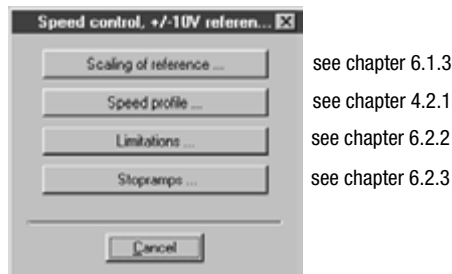 Speed control, +/-10V referen...
Scaling of reference ... see chapter 6.1.3
Speed profile ... see chapter 4.2.1
Limitations ... see chapter 6.2.2
Stopramps ... see chapter 6.2.3
Cancel